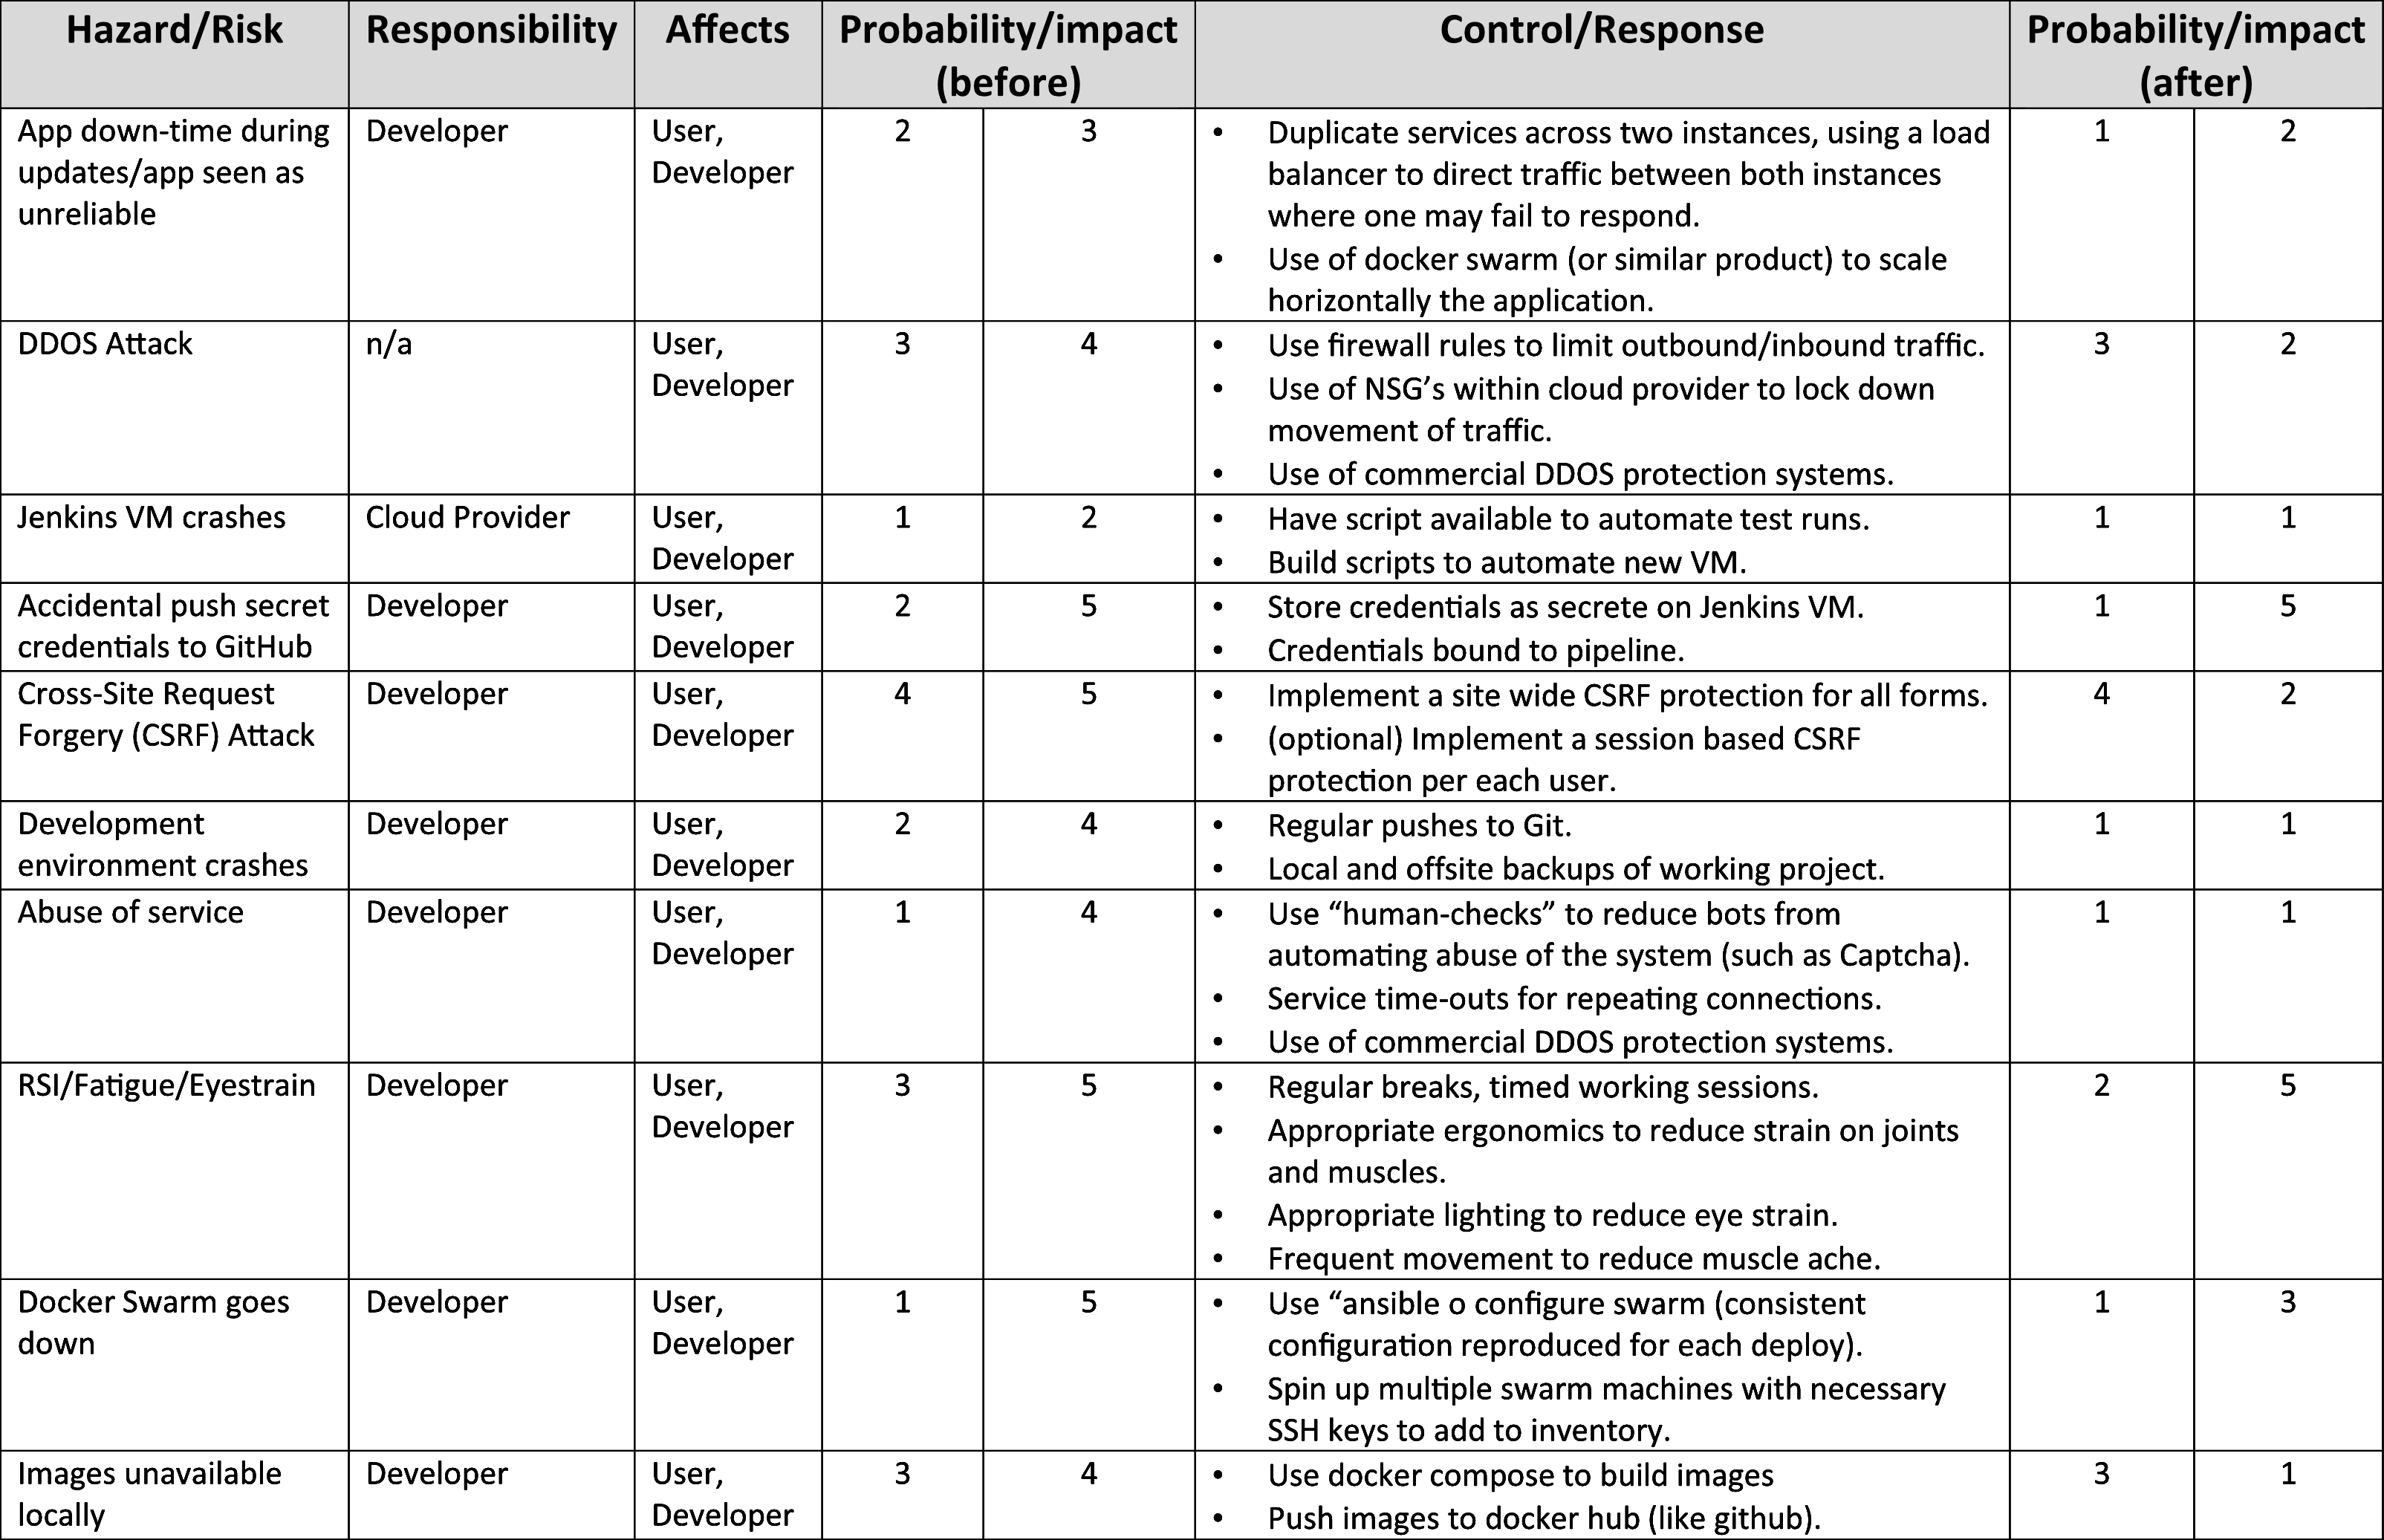 Hazard/Risk Responsibility Affects Probability/impact Control/Response Probability/impact
(before) (after)
App down-time during Developer User, 2 3 • Duplicate services across two instances, using a load 1 2
updates/app seen as Developer balancer to direct traffic between both instances
unreliable where one may fail to respond.
• Use of docker swarm (or similar product) to scale
horizontally the application.
DDOS Attack n/a User, 3 4 • Use firewall rules to limit outbound/inbound traffic. 3 2
Developer • Use of NSG’s within cloud provider to lock down
movement of traffic.
• Use of commercial DDOS protection systems.
Jenkins VM crashes Cloud Provider User, 1 2 • Have script available to automate test runs. 1 1
Developer • Build scripts to automate new VM.
Accidental push secret Developer User, 2 5 • Store credentials as secrete on Jenkins VM. 1 5
credentials to GitHub Developer • Credentials bound to pipeline.
Cross-Site Request Developer User, 4 5 • Implement a site wide CSRF protection for all forms. 4 2
Forgery (CSRF) Attack Developer • (optional) Implement a session based CSRF
protection per each user.
Development Developer User, 2 4 • Regular pushes to Git. 1 1
environment crashes Developer • Local and offsite backups of working project.
Abuse of service Developer User, 1 4 • Use “human-checks” to reduce bots from 1 1
Developer automating abuse of the system (such as Captcha).
• Service time-outs for repeating connections.
• Use of commercial DDOS protection systems.
RSI/Fatigue/Eyestrain Developer User, 3 5 • Regular breaks, timed working sessions. 2 5
Developer • Appropriate ergonomics to reduce strain on joints
and muscles.
• Appropriate lighting to reduce eye strain.
• Frequent movement to reduce muscle ache.
Docker Swarm goes Developer User, 1 5 • Use “ansible o configure swarm (consistent 1 3
down Developer configuration reproduced for each deploy).
• Spin up multiple swarm machines with necessary
SSH keys to add to inventory.
Images unavailable Developer User, 3 4 • Use docker compose to build images 3 1
locally Developer • Push images to docker hub (like github).